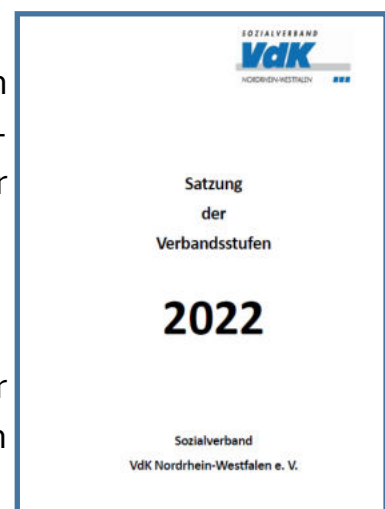 n
-
r
r
n
SOZIALVERBAND
VdK
NORDRHEIN-WESTFALEN
Satzung
der
Verbandsstufen
2022
Sozialverband
VdK Nordrhein-Westfalen e. V.